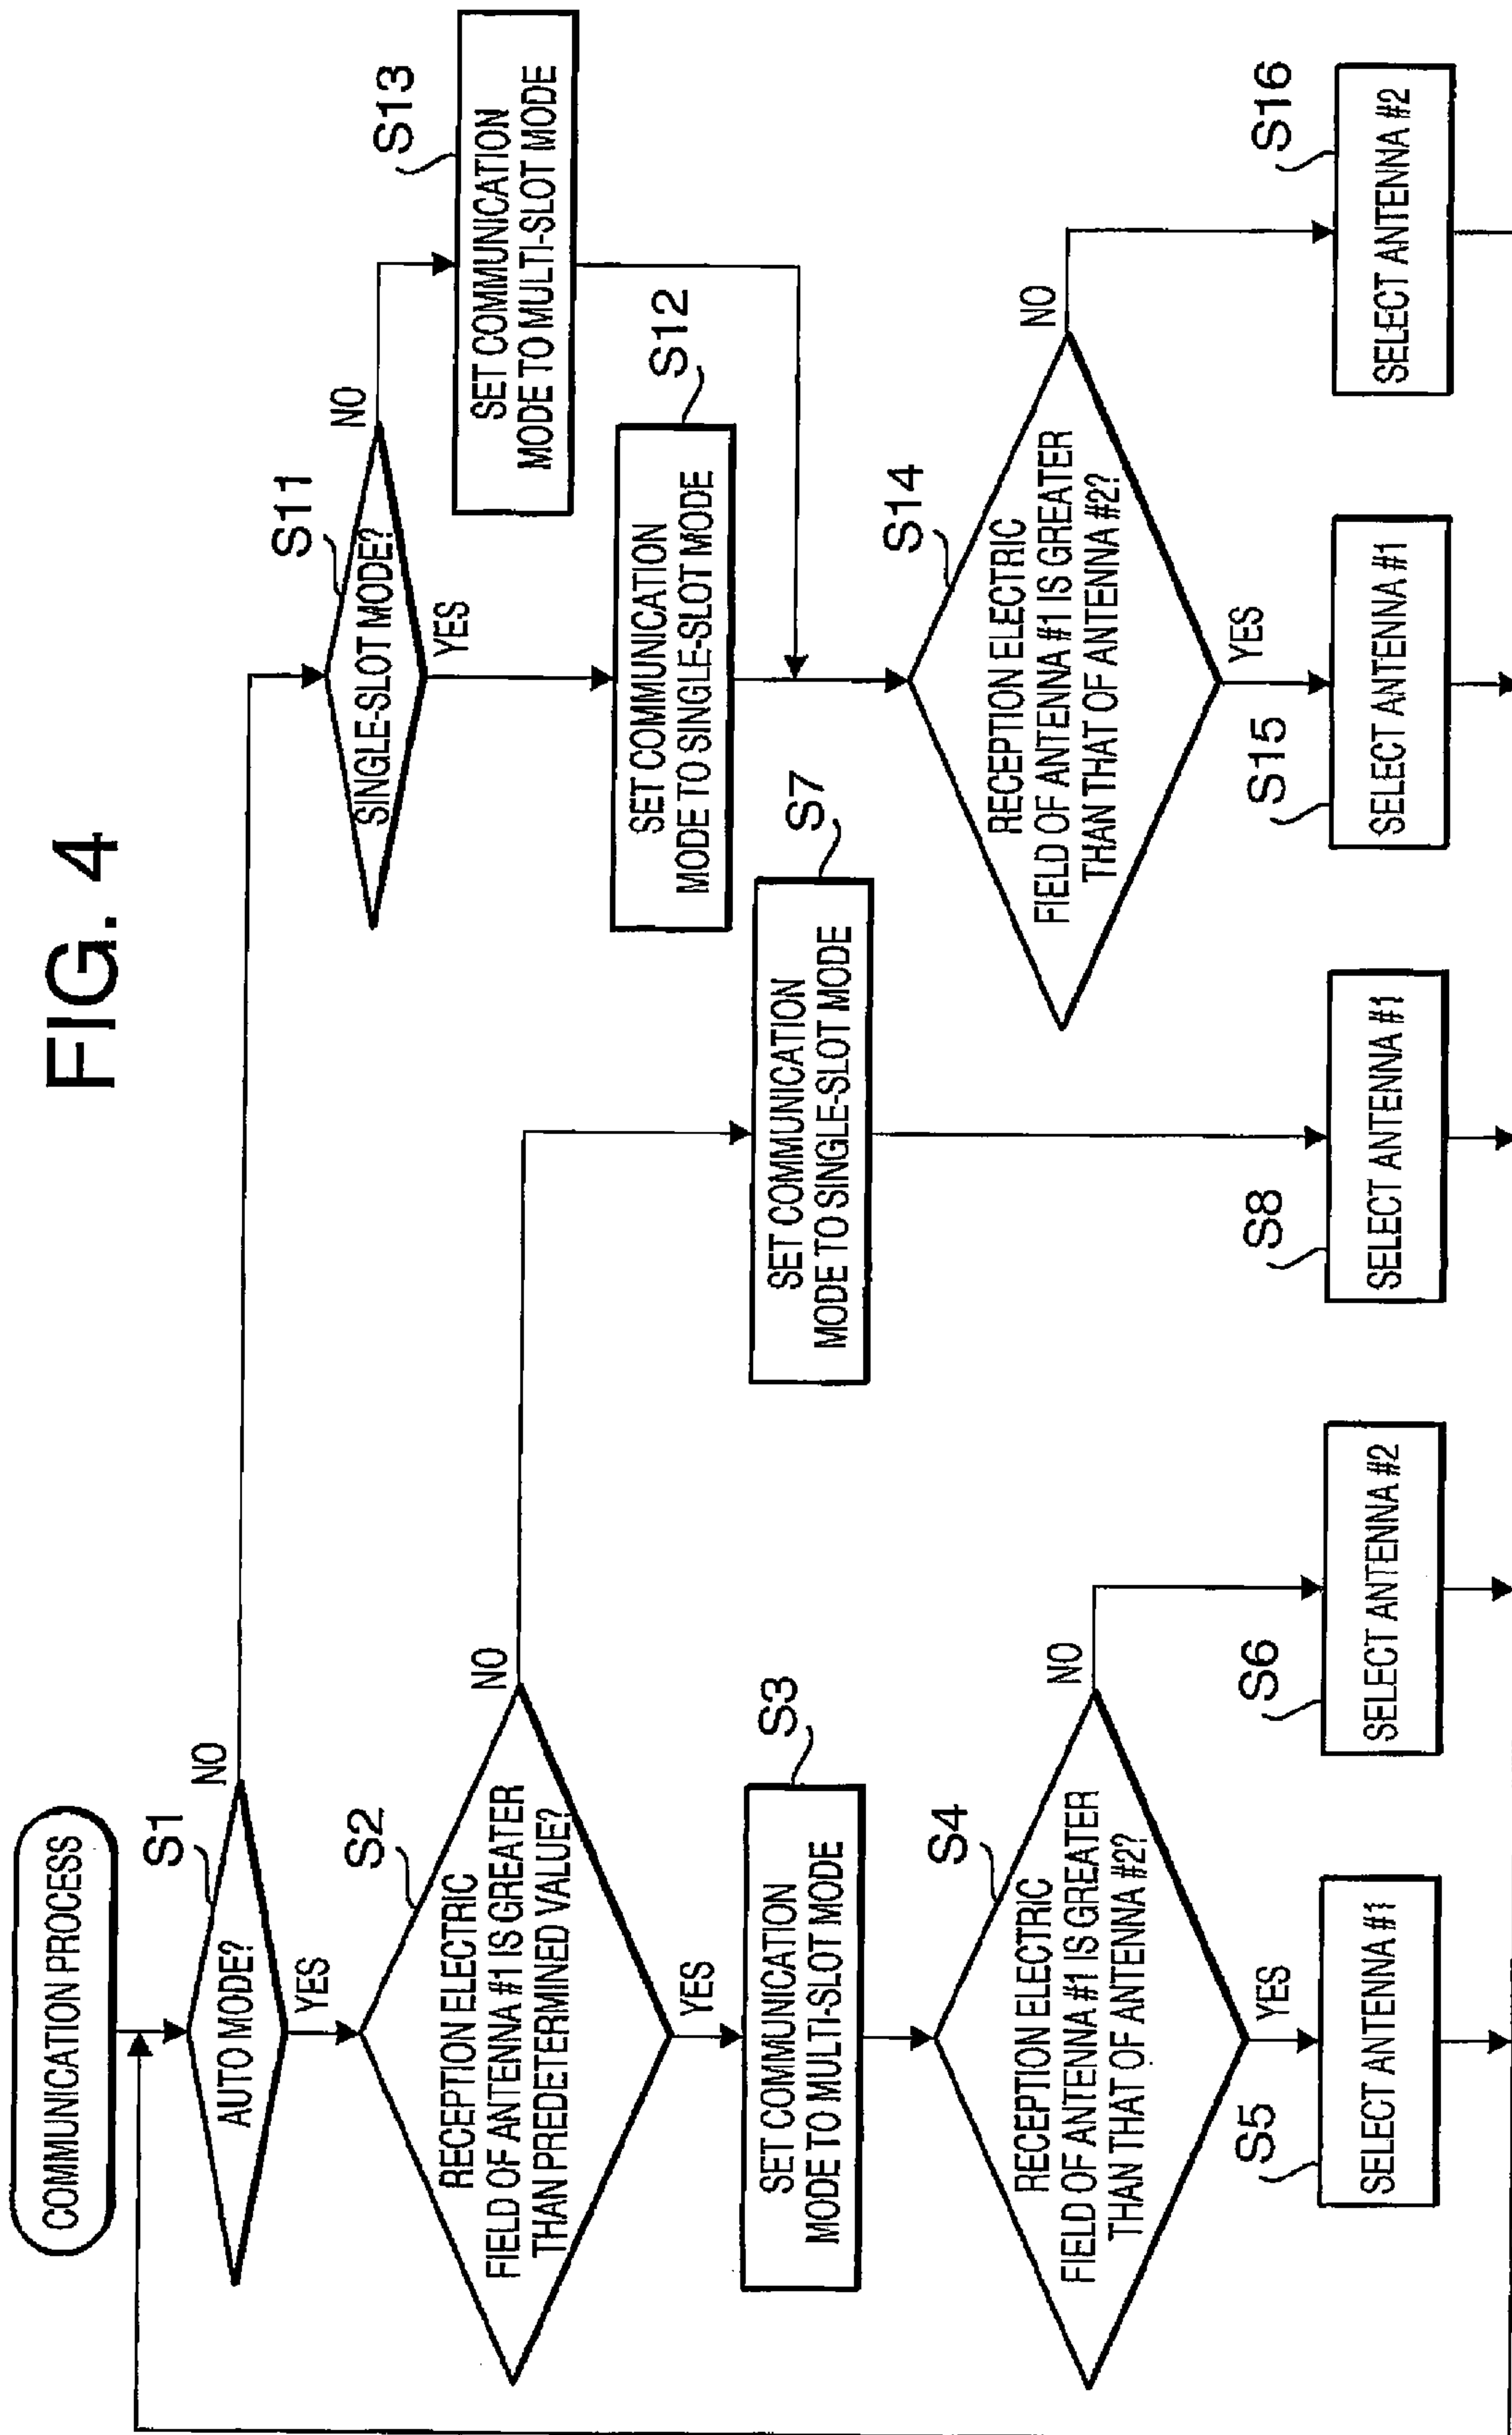 FIG. 4
COMMUNICATION PROCESS
S1
AUTO MODE?
NO
YES
S2
RECEPTION ELECTRIC
FIELD OF ANTENNA #1 IS GREATER
THAN PREDETERMINED VALUE?
NO
YES
S3
SET COMMUNICATION
MODE TO MULTI-SLOT MODE
S4
RECEPTION ELECTRIC
FIELD OF ANTENNA #1 IS GREATER
THAN THAT OF ANTENNA #2?
NO
YES
S5
SELECT ANTENNA #1
S6
SELECT ANTENNA #2
S7
SET COMMUNICATION
MODE TO SINGLE-SLOT MODE
S8
SELECT ANTENNA #1
S11
SINGLE-SLOT MODE?
NO
YES
S12
SET COMMUNICATION
MODE TO SINGLE-SLOT MODE
S13
SET COMMUNICATION
MODE TO MULTI-SLOT MODE
S14
RECEPTION ELECTRIC
FIELD OF ANTENNA #1 IS GREATER
THAN THAT OF ANTENNA #2?
NO
YES
S15
SELECT ANTENNA #1
S16
SELECT ANTENNA #2